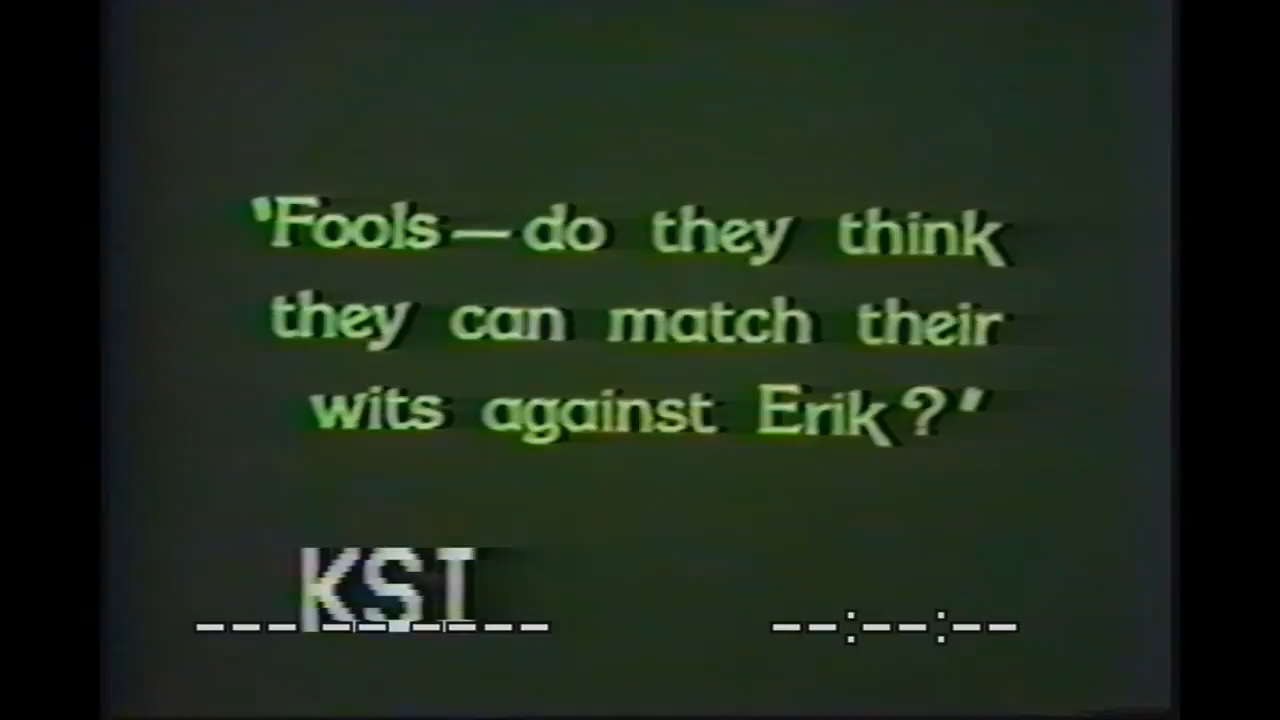 "Fools—do they think
they can match their
wits against Erik?"
KSI
--- -- ---- --:--:--